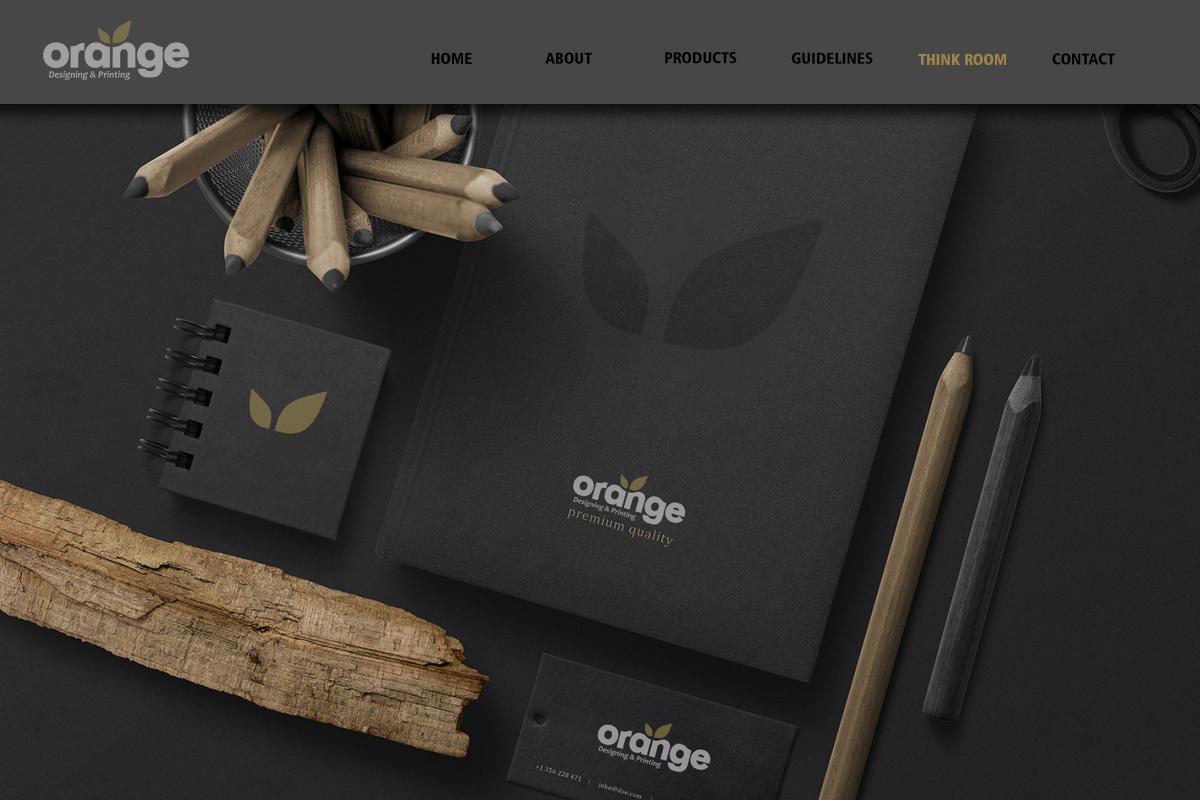 orange
Designing & Printing
HOME
ABOUT
PRODUCTS
GUIDELINES
THINK ROOM
CONTACT
orange
Designing & Printing
premium quality
orange
Designing & Printing
+1 356 228 471 | john@doe.com |